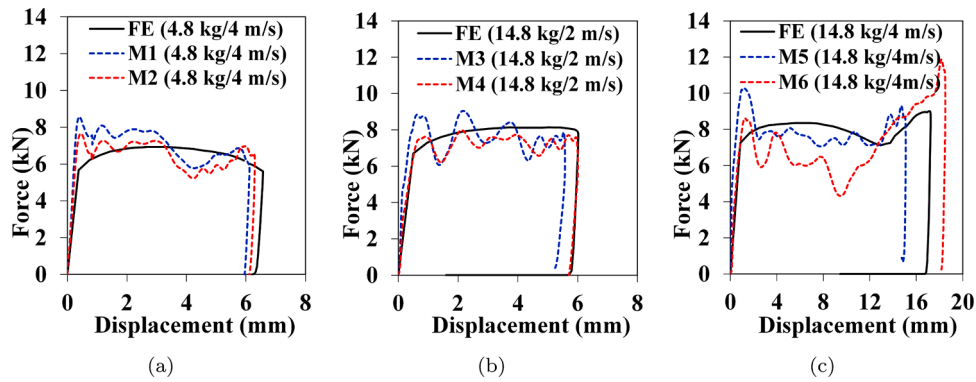 14
12
10
8
6
4
2
0
Force (kN)
FE (4.8 kg/4 m/s)
M1 (4.8 kg/4 m/s)
M2 (4.8 kg/4 m/s)
0 2 4 6 8
Displacement (mm)
(a)
14
12
10
8
6
4
2
0
Force (kN)
FE (14.8 kg/2 m/s)
M3 (14.8 kg/2 m/s)
M4 (14.8 kg/2 m/s)
0 2 4 6 8
Displacement (mm)
(b)
14
12
10
8
6
4
2
0
Force (kN)
FE (14.8 kg/4 m/s)
M5 (14.8 kg/4m/s)
M6 (14.8 kg/4m/s)
0 4 8 12 16 20
Displacement (mm)
(c)